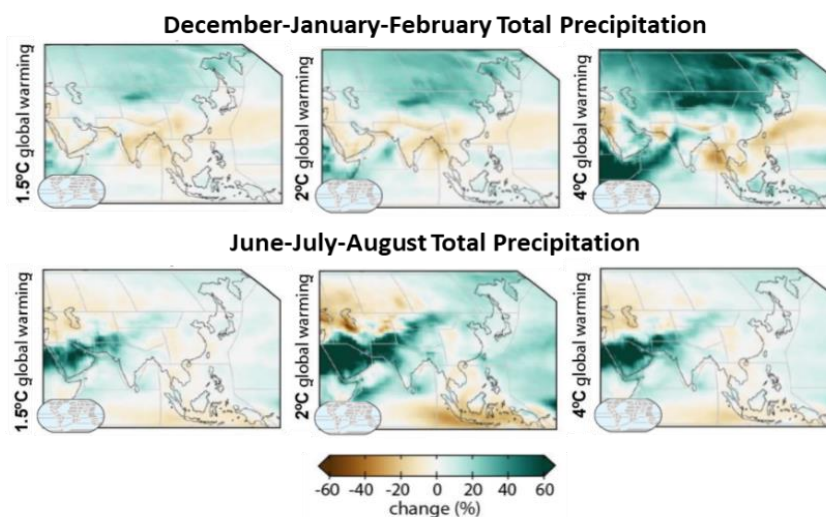 December-January-February Total Precipitation
1.5ºC global warming
2ºC global warming
4ºC global warming
June-July-August Total Precipitation
1.5ºC global warming
2ºC global warming
4ºC global warming
-60 -40 -20 0 20 40 60
change (%)